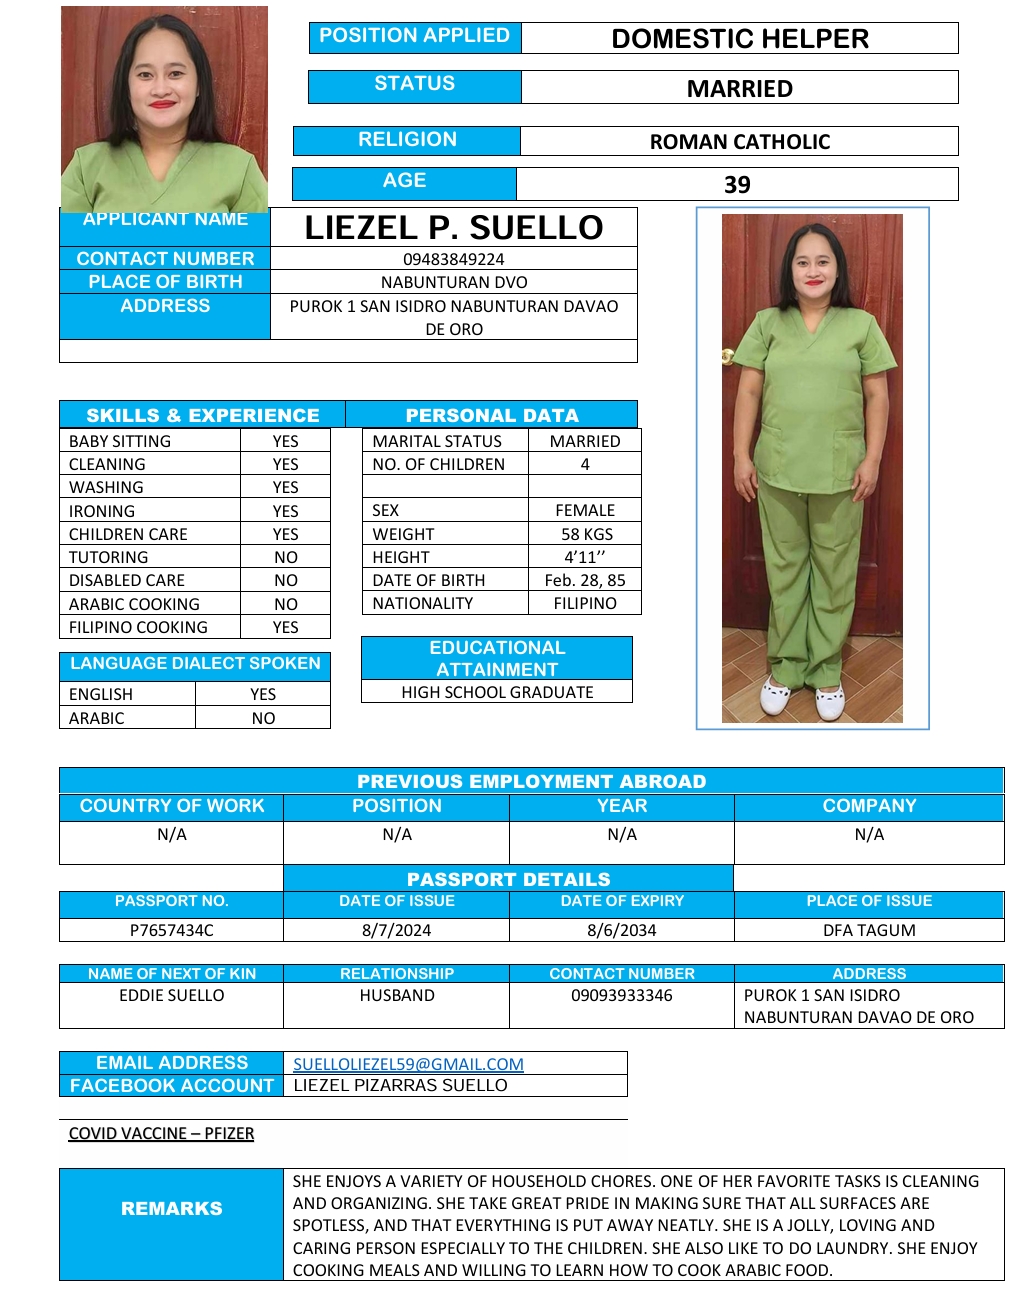 POSITION APPLIED DOMESTIC HELPER
STATUS MARRIED
RELIGION ROMAN CATHOLIC
AGE 39
APPLICANT NAME LIEZEL P. SUELLO
CONTACT NUMBER 09483849224
PLACE OF BIRTH NABUNTURAN DVO
ADDRESS PUROK 1 SAN ISIDRO NABUNTURAN DAVAO
DE ORO
SKILLS & EXPERIENCE
BABY SITTING YES
CLEANING YES
WASHING YES
IRONING YES
CHILDREN CARE YES
TUTORING NO
DISABLED CARE NO
ARABIC COOKING NO
FILIPINO COOKING YES
LANGUAGE DIALECT SPOKEN
ENGLISH YES
ARABIC NO
PERSONAL DATA
MARITAL STATUS MARRIED
NO. OF CHILDREN 4
SEX FEMALE
WEIGHT 58 KGS
HEIGHT 4’11’’
DATE OF BIRTH Feb. 28, 85
NATIONALITY FILIPINO
EDUCATIONAL
ATTAINMENT
HIGH SCHOOL GRADUATE
PREVIOUS EMPLOYMENT ABROAD
COUNTRY OF WORK POSITION YEAR COMPANY
N/A N/A N/A N/A
PASSPORT DETAILS
PASSPORT NO. DATE OF ISSUE DATE OF EXPIRY PLACE OF ISSUE
P7657434C 8/7/2024 8/6/2034 DFA TAGUM
NAME OF NEXT OF KIN RELATIONSHIP CONTACT NUMBER ADDRESS
EDDIE SUELLO HUSBAND 09093933346 PUROK 1 SAN ISIDRO
NABUNTURAN DAVAO DE ORO
EMAIL ADDRESS SUELLOLIEZEL59@GMAIL.COM
FACEBOOK ACCOUNT LIEZEL PIZARRAS SUELLO
COVID VACCINE – PFIZER
REMARKS
SHE ENJOYS A VARIETY OF HOUSEHOLD CHORES. ONE OF HER FAVORITE TASKS IS CLEANING
AND ORGANIZING. SHE TAKE GREAT PRIDE IN MAKING SURE THAT ALL SURFACES ARE
SPOTLESS, AND THAT EVERYTHING IS PUT AWAY NEATLY. SHE IS A JOLLY, LOVING AND
CARING PERSON ESPECIALLY TO THE CHILDREN. SHE ALSO LIKE TO DO LAUNDRY. SHE ENJOY
COOKING MEALS AND WILLING TO LEARN HOW TO COOK ARABIC FOOD.